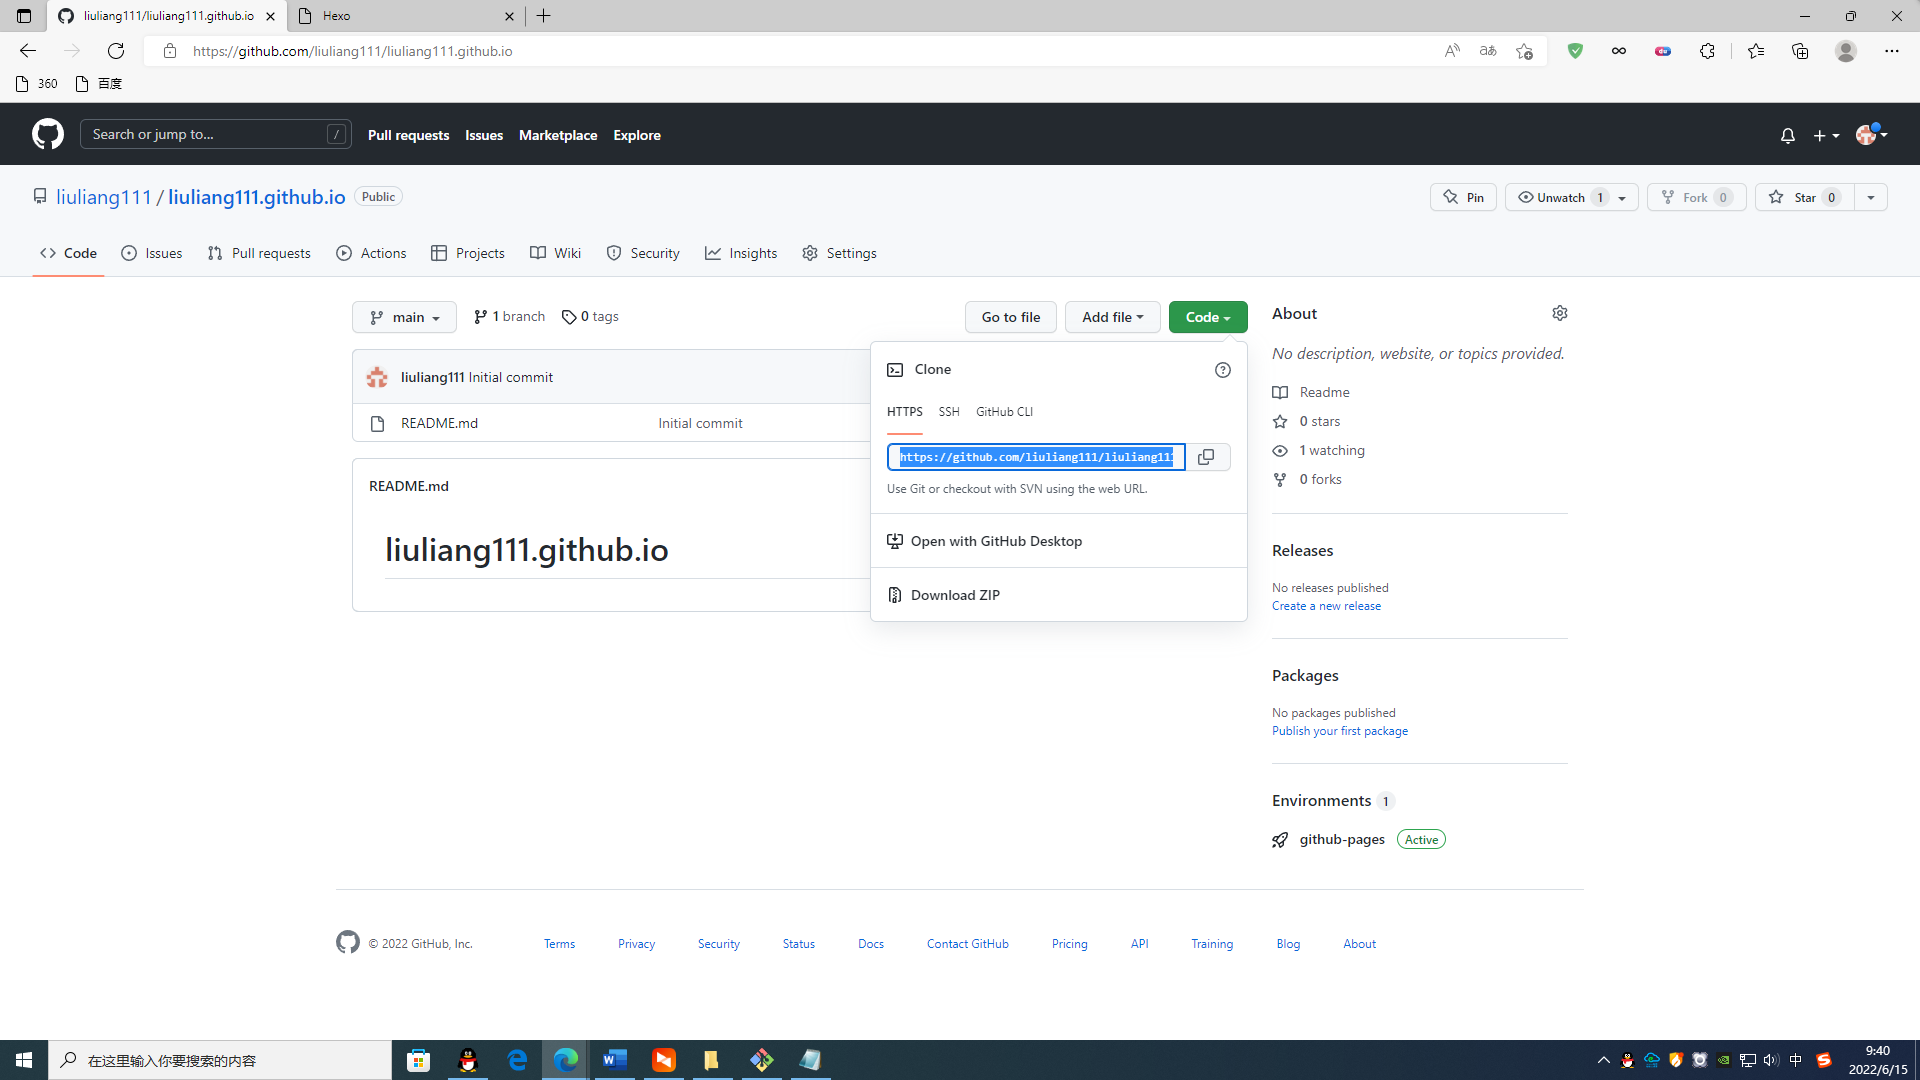 liuliang111/liuliang111.github.io
Hexo
https://github.com/liuliang111/liuliang111.github.io
360
百度
Search or jump to...
/
Pull requests
Issues
Marketplace
Explore
liuliang111 / liuliang111.github.io
Public
Pin
Unwatch 1
Fork 0
Star 0
Code
Issues
Pull requests
Actions
Projects
Wiki
Security
Insights
Settings
main
1 branch
0 tags
Go to file
Add file
Code
liuliang111 Initial commit
README.md
Initial commit
README.md
liuliang111.github.io
Clone
HTTPS
SSH
GitHub CLI
https://github.com/liuliang111/liuliang111
Use Git or checkout with SVN using the web URL.
Open with GitHub Desktop
Download ZIP
About
No description, website, or topics provided.
Readme
0 stars
1 watching
0 forks
Releases
No releases published
Create a new release
Packages
No packages published
Publish your first package
Environments 1
github-pages
Active
© 2022 GitHub, Inc.
Terms
Privacy
Security
Status
Docs
Contact GitHub
Pricing
API
Training
Blog
About
在这里输入你要搜索的内容
中
9:40
2022/6/15